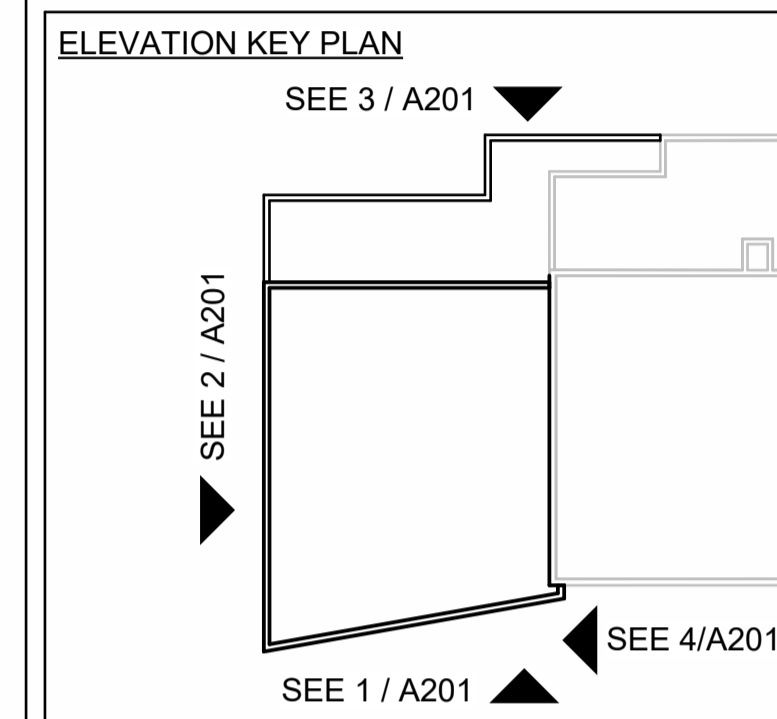 ELEVATION KEY PLAN
SEE 3 / A201
SEE 2 / A201
SEE 4/A201
SEE 1 / A201